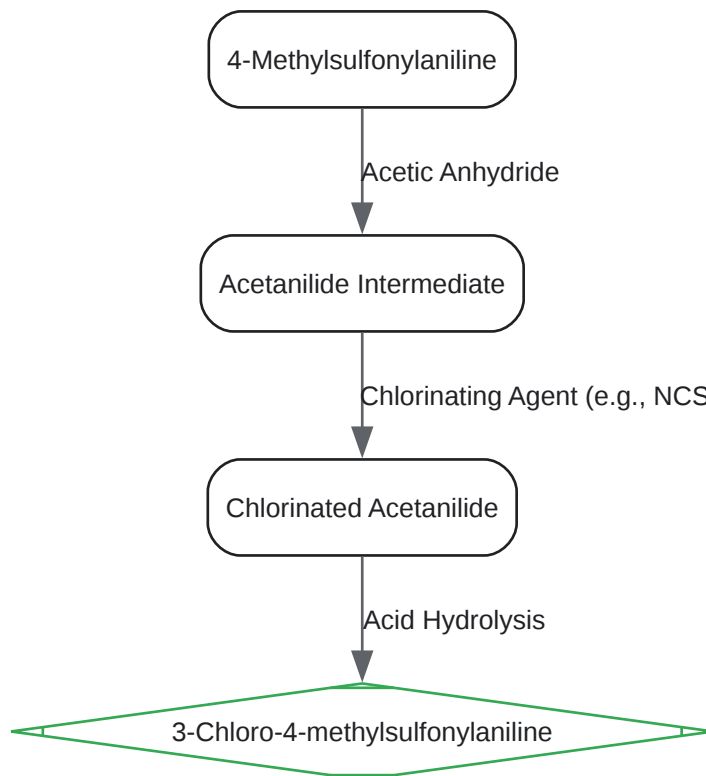 4-Methylsulfonylaniline
Acetic Anhydride
Acetanilide Intermediate
Chlorinating Agent (e.g., NCS
Chlorinated Acetanilide
Acid Hydrolysis
3-Chloro-4-methylsulfonylaniline